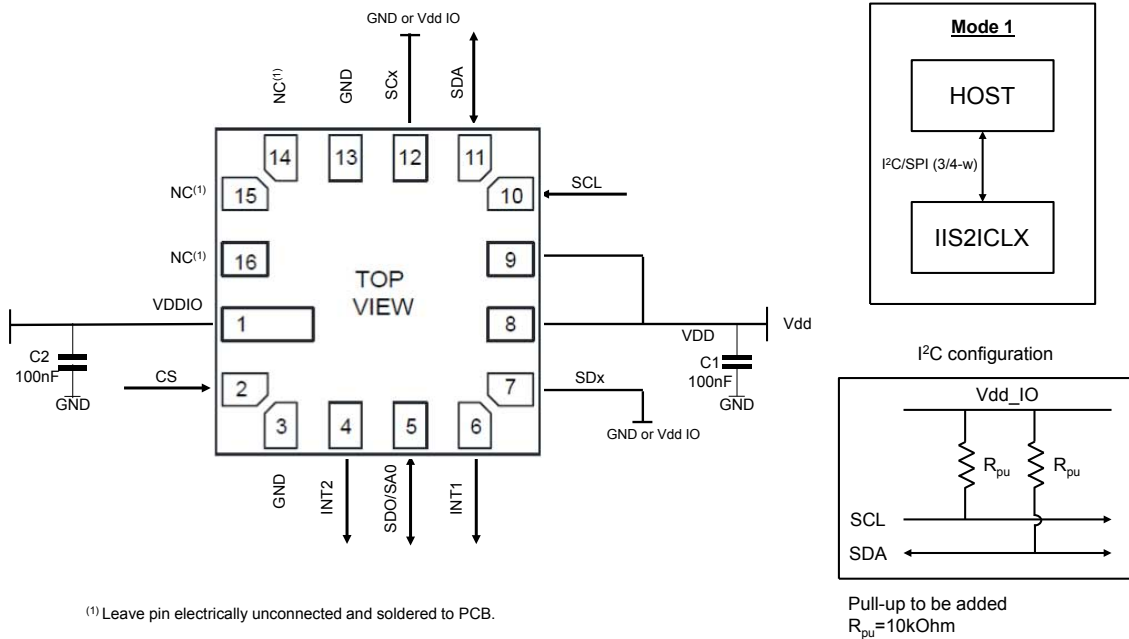 GND or Vdd IO
NC(1)
GND
SCx
SDA
14
13
12
11
NC(1)
15
10
SCL
NC(1)
16
9
TOP
VIEW
VDDIO
1
8
VDD
Vdd
C2
100nF
GND
C1
100nF
GND
CS
2
7
SDx
GND or Vdd IO
3
4
5
6
GND
INT2
SDO/SA0
INT1
(1) Leave pin electrically unconnected and soldered to PCB.
Mode 1
HOST
I²C/SPI (3/4-w)
IIS2ICLX
I²C configuration
Vdd_IO
Rpu
Rpu
SCL
SDA
Pull-up to be added
Rpu=10kOhm